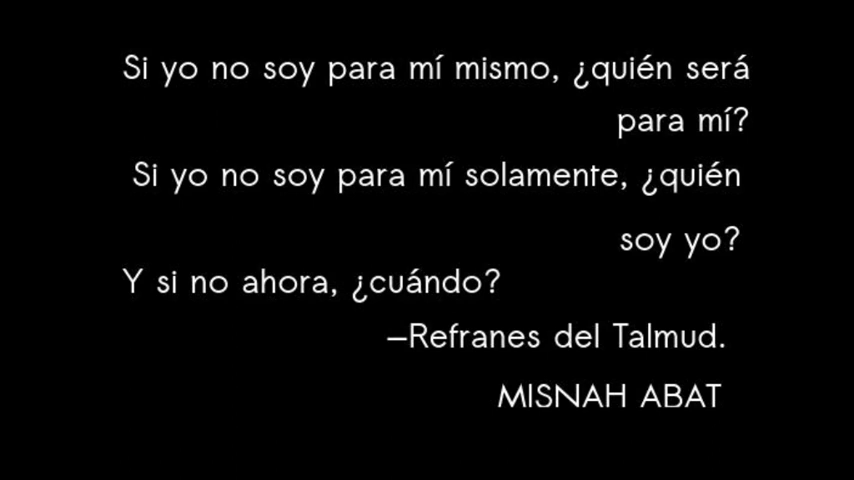 Si yo no soy para mí mismo, ¿quién será
para mí?
Si yo no soy para mí solamente, ¿quién
soy yo?
Y si no ahora, ¿cuándo?
—Refranes del Talmud.
MISNAH ABAT